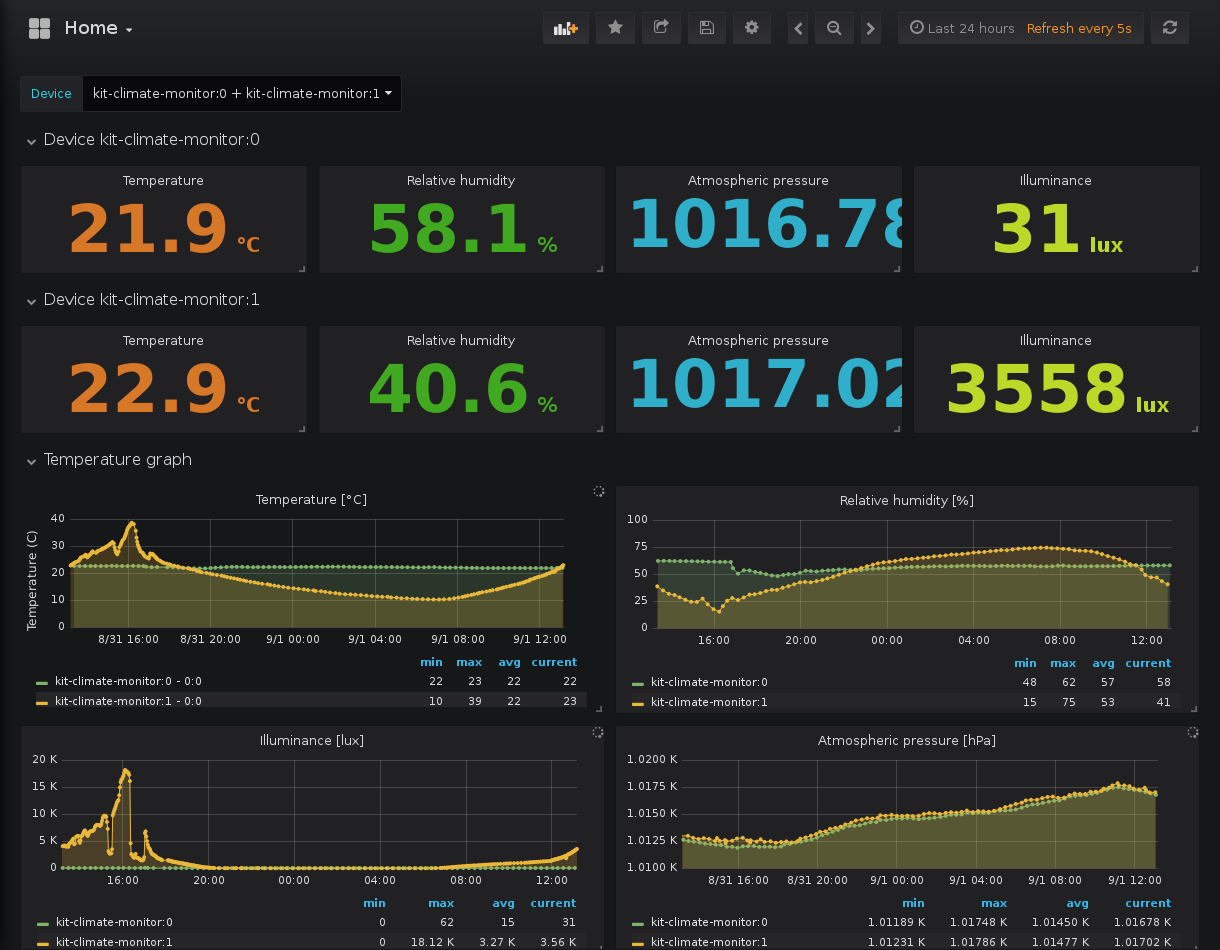 Home
Last 24 hours Refresh every 5s
Device kit-climate-monitor:0 + kit-climate-monitor:1
Device kit-climate-monitor:0
Temperature Relative humidity Atmospheric pressure Illuminance
21.9 °C 58.1 % 1016.78 31 lux
Device kit-climate-monitor:1
Temperature Relative humidity Atmospheric pressure Illuminance
22.9 °C 40.6 % 1017.02 3558 lux
Temperature graph
Temperature [°C]
Temperature (C)
40
30
20
10
0
8/31 16:00 8/31 20:00 9/1 00:00 9/1 04:00 9/1 08:00 9/1 12:00
min max avg current
kit-climate-monitor:0 - 0:0 22 23 22 22
kit-climate-monitor:1 - 0:0 10 39 22 23
Relative humidity [%]
100
75
50
25
0
16:00 20:00 00:00 04:00 08:00 12:00
min max avg current
kit-climate-monitor:0 48 62 57 58
kit-climate-monitor:1 15 75 53 41
Illuminance [lux]
20 K
15 K
10 K
5 K
0
16:00 20:00 00:00 04:00 08:00 12:00
min max avg current
kit-climate-monitor:0 0 62 15 31
kit-climate-monitor:1 0 18.12 K 3.27 K 3.56 K
Atmospheric pressure [hPa]
1.0200 K
1.0175 K
1.0150 K
1.0125 K
1.0100 K
8/31 16:00 8/31 20:00 9/1 00:00 9/1 04:00 9/1 08:00 9/1 12:00
min max avg current
kit-climate-monitor:0 1.01189 K 1.01748 K 1.01450 K 1.01678 K
kit-climate-monitor:1 1.01231 K 1.01786 K 1.01477 K 1.01702 K